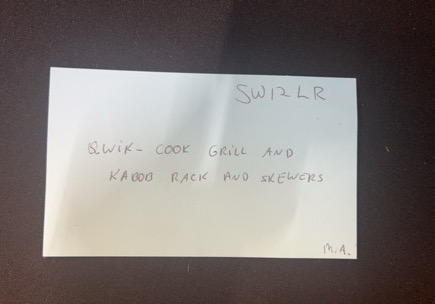 SW12LR
QWIK- COOK GRILL AND
KABOB RACK AND SKEWERS
M.A.